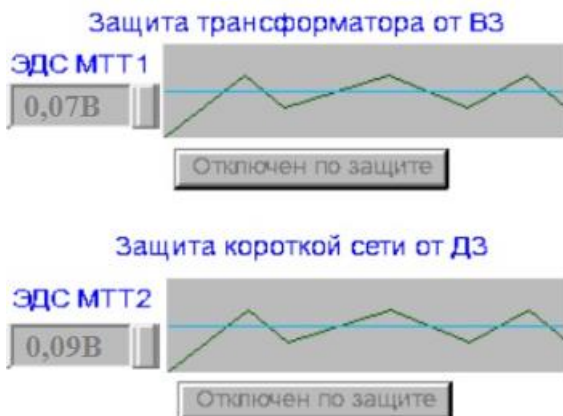 Защита трансформатора от ВЗ
ЭДС МТТ1
0,07В
Отключен по защите
Защита короткой сети от ДЗ
ЭДС МТТ2
0,09В
Отключен по защите